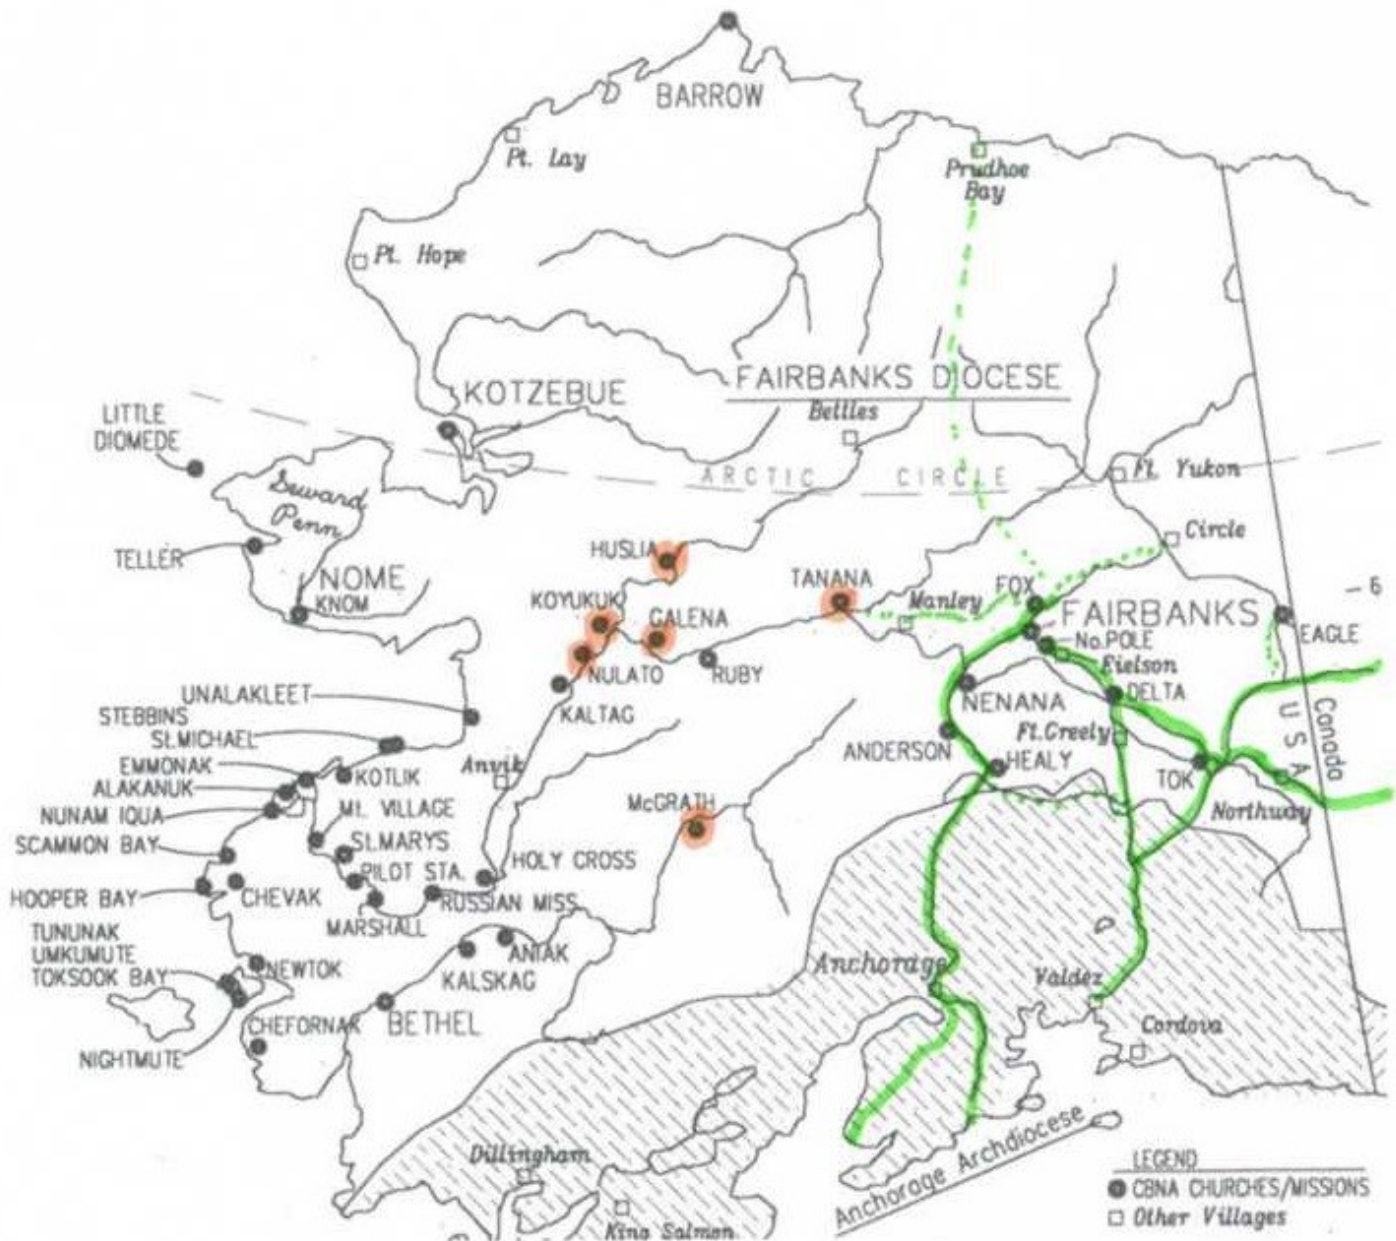 BARROW
Pt. Lay
Prudhoe
Bay
Pt. Hope
FAIRBANKS DIOCESE
KOTZEBUE
Bettles
LITTLE
DIOMEDE
ARCTIC CIRCLE
Ft. Yukon
Seward
Penn
Circle
TELLER
HUSLIA
NOME
KNOM
TANANA
FOX
- 6
KOYUKUK
Manley
FAIRBANKS
GALENA
EAGLE
No.POLE
NULATO
RUBY
Eielson
UNALAKLEET
NENANA
DELTA
STEBBINS
KALTAG
St.MICHAEL
Ft.Greely
USA
Canada
EMMONAK
Anvik
ANDERSON
HEALY
ALAKANUK
KOTLIK
TOK
NUNAM IQUA
Mt. VILLAGE
McGRATH
Northway
SCAMMON BAY
St.MARYS
HOLY CROSS
PILOT STA.
HOOPER BAY
CHEVAK
RUSSIAN MISS.
MARSHALL
TUNUNAK
UMKUMUTE
TOKSOOK BAY
NEWTOK
ANIAK
KALSKAG
Anchorage
Valdez
CHEFORNAK
BETHEL
Cordova
NIGHTMUTE
Dillingham
Anchorage Archdiocese
King Salmon
LEGEND
CBNA CHURCHES/MISSIONS
Other Villages